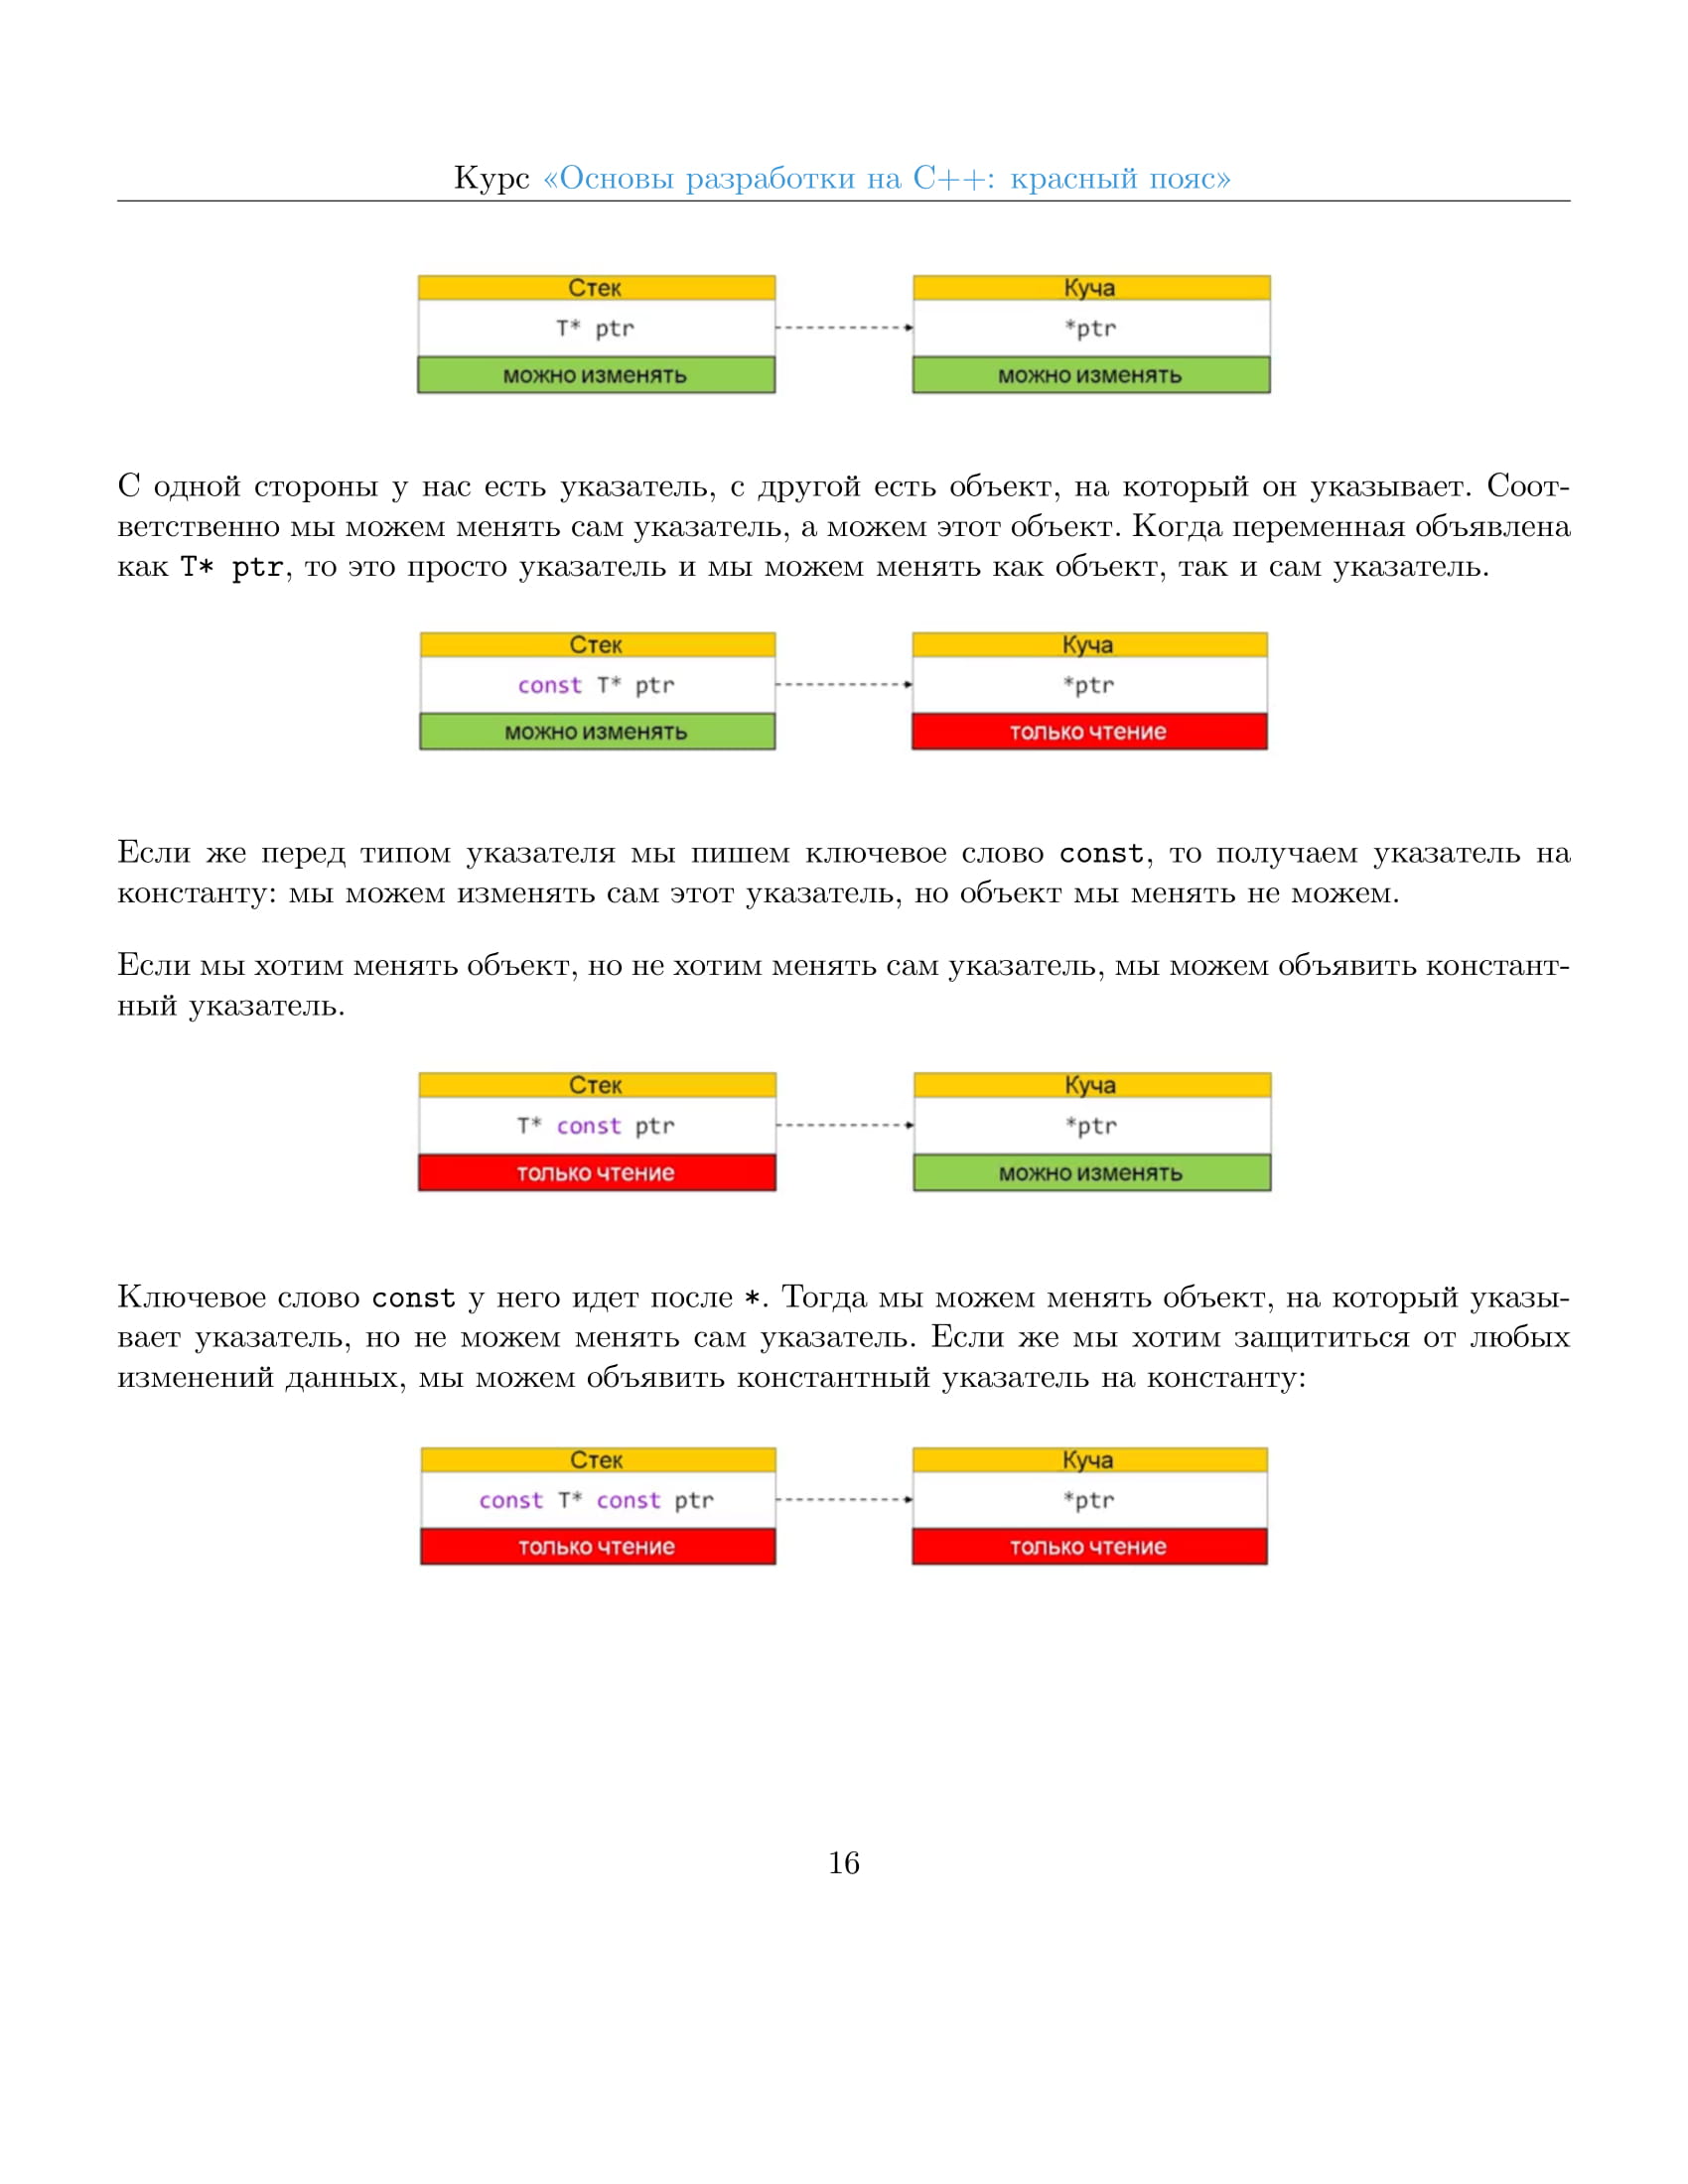 Курс «Основы разработки на C++: красный пояс»
Стек Куча
T* ptr *ptr
можно изменять можно изменять
С одной стороны у нас есть указатель, с другой есть объект, на который он указывает. Соот-
ветственно мы можем менять сам указатель, а можем этот объект. Когда переменная объявлена
как T* ptr, то это просто указатель и мы можем менять как объект, так и сам указатель.
Стек Куча
const T* ptr *ptr
можно изменять только чтение
Если же перед типом указателя мы пишем ключевое слово const, то получаем указатель на
константу: мы можем изменять сам этот указатель, но объект мы менять не можем.
Если мы хотим менять объект, но не хотим менять сам указатель, мы можем объявить констант-
ный указатель.
Стек Куча
T* const ptr *ptr
только чтение можно изменять
Ключевое слово const у него идет после *. Тогда мы можем менять объект, на который указы-
вает указатель, но не можем менять сам указатель. Если же мы хотим защититься от любых
изменений данных, мы можем объявить константный указатель на константу:
Стек Куча
const T* const ptr *ptr
только чтение только чтение
16